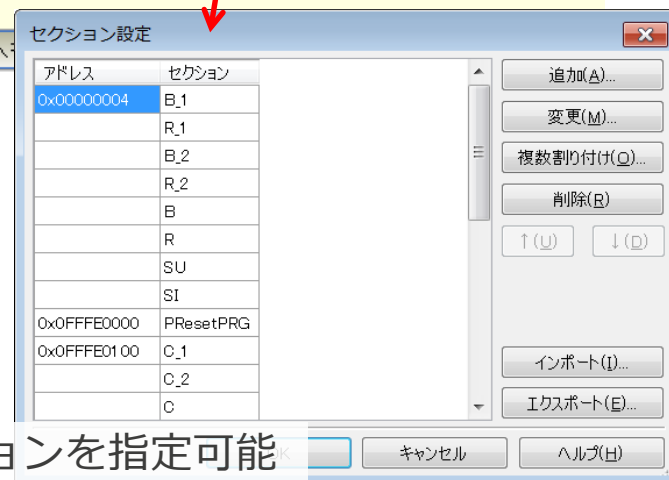 セクション設定
アドレス セクション
0x00000004 B_1
R_1
B_2
R_2
B
R
SU
SI
0x0FFFE0000 PResetPRG
0x0FFFE0100 C_1
C_2
C
追加(A)...
変更(M)...
複数割り付け(O)...
削除(R)
↑(U) ↓(D)
インポート(I)...
エクスポート(E)...
ョンを指定可能
キャンセル ヘルプ(H)